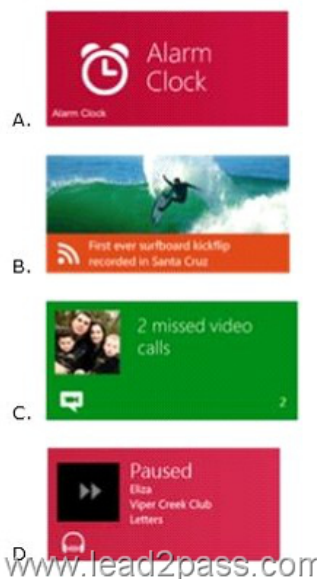 A.
Alarm
Clock
Alarm Clock
B.
First ever surfboard kickflip
recorded in Santa Cruz
C.
2 missed video
calls
2
D.
Paused
Eliza
Viper Creek Club
Letters
www.lead2pass.com